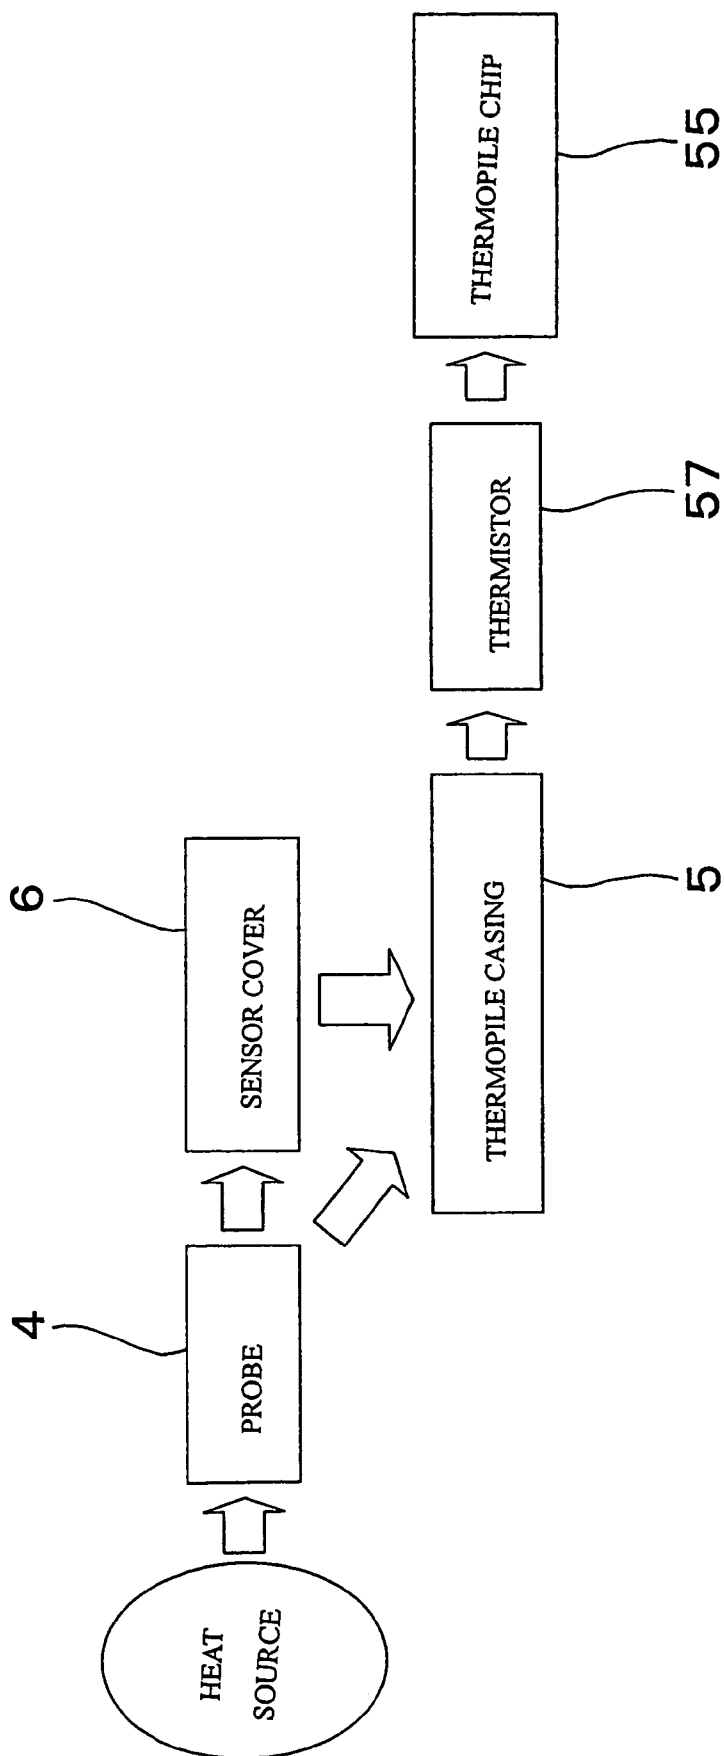 HEAT
SOURCE
PROBE
4
SENSOR COVER
6
THERMOPILE CASING
5
THERMISTOR
57
THERMOPILE CHIP
55